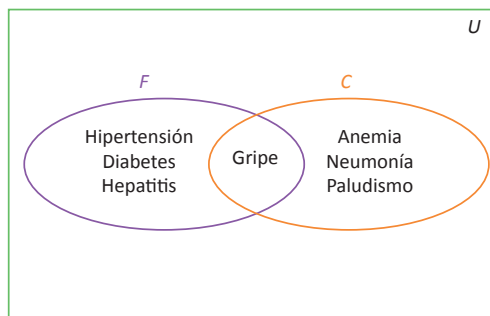 U
F
C
Hipertensión
Diabetes
Hepatitis
Gripe
Anemia
Neumonía
Paludismo